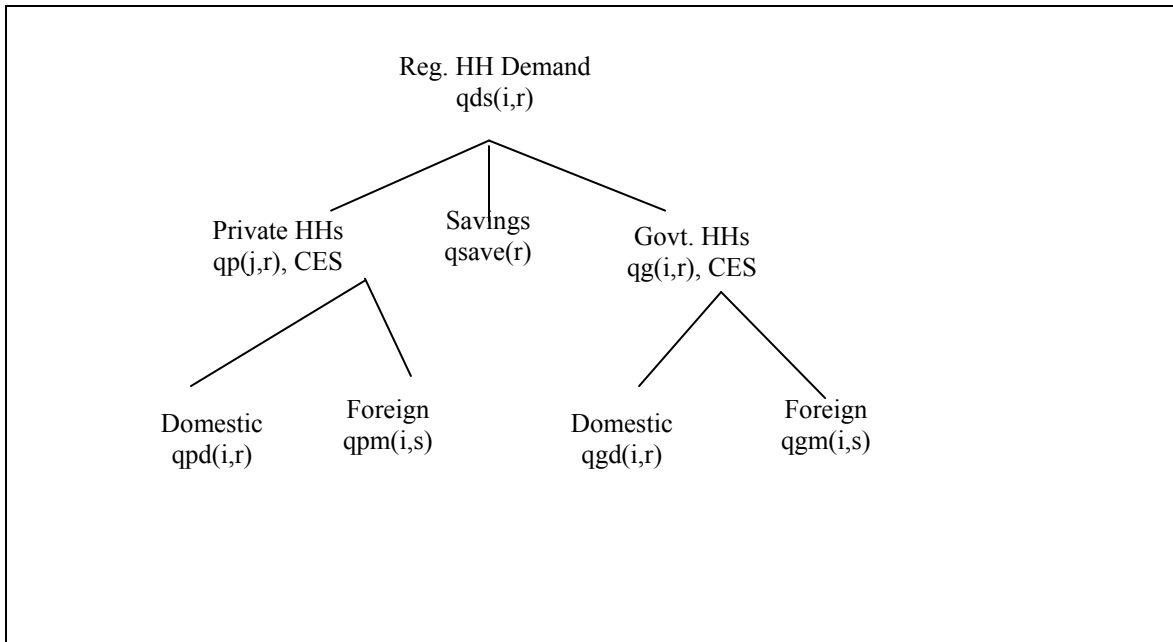 Reg. HH Demand
qds(i,r)
Private HHs
qp(j,r), CES
Savings
qsave(r)
Govt. HHs
qg(i,r), CES
Domestic
qpd(i,r)
Foreign
qpm(i,s)
Domestic
qgd(i,r)
Foreign
qgm(i,s)